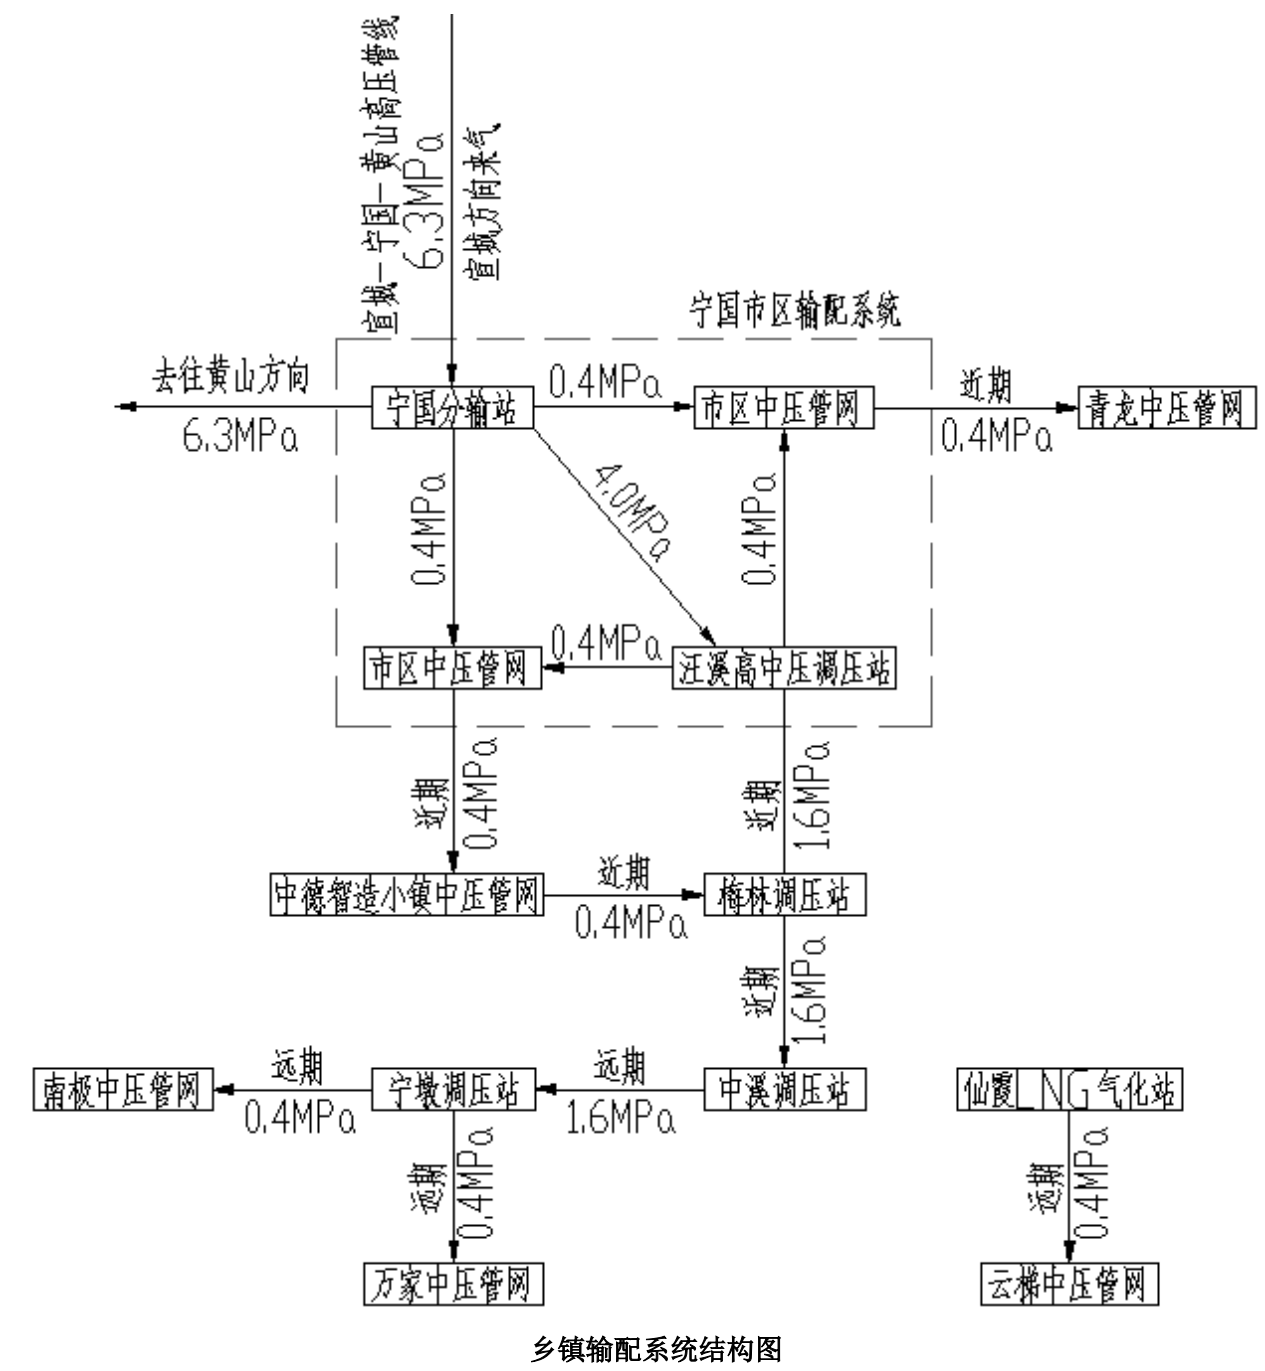 宣城-宁国-黄山高压管线
6.3MPa
宣城方向来气
宁国市区输配系统
去往黄山方向
6.3MPa
宁国分输站
0.4MPa
市区中压管网
近期
0.4MPa
青龙中压管网
0.4MPa
4.0MPa
0.4MPa
市区中压管网
0.4MPa
汪溪高中压调压站
近期
0.4MPa
近期
1.6MPa
中德智造小镇中压管网
近期
0.4MPa
梅林调压站
近期
1.6MPa
南极中压管网
远期
0.4MPa
宁墩调压站
远期
1.6MPa
中溪调压站
仙霞LNG气化站
远期
0.4MPa
远期
0.4MPa
万家中压管网
云梯中压管网
乡镇输配系统结构图